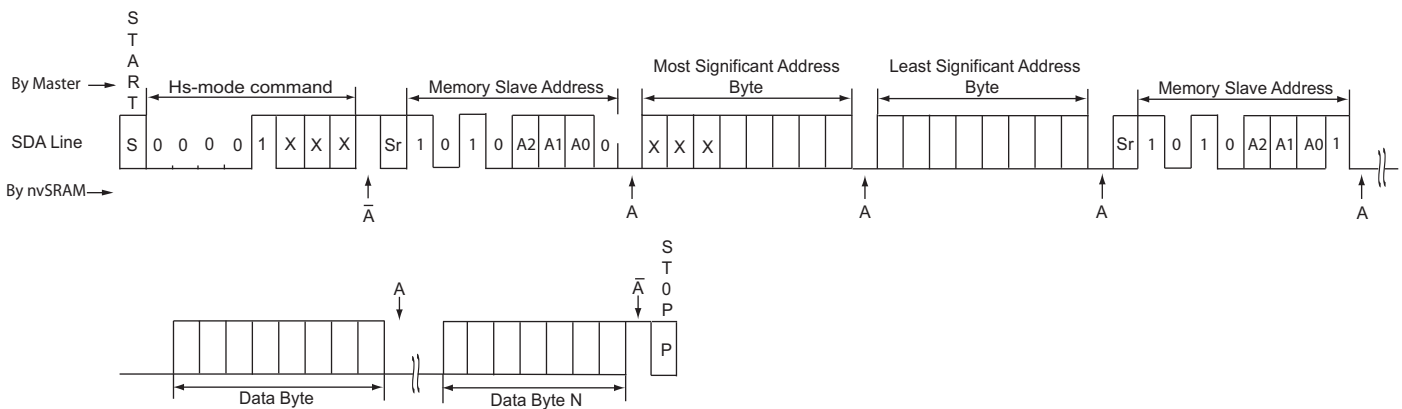 START
By Master
Hs-mode command
Memory Slave Address
Most Significant Address
Byte
Least Significant Address
Byte
Memory Slave Address
SDA Line
S 0 0 0 0 1 X X X Sr 1 0 1 0 A2 A1 A0 0 X X X Sr 1 0 1 0 A2 A1 A0 1
By nvSRAM
A̅ A A A A
A A̅
ST0P
P
Data Byte
Data Byte N